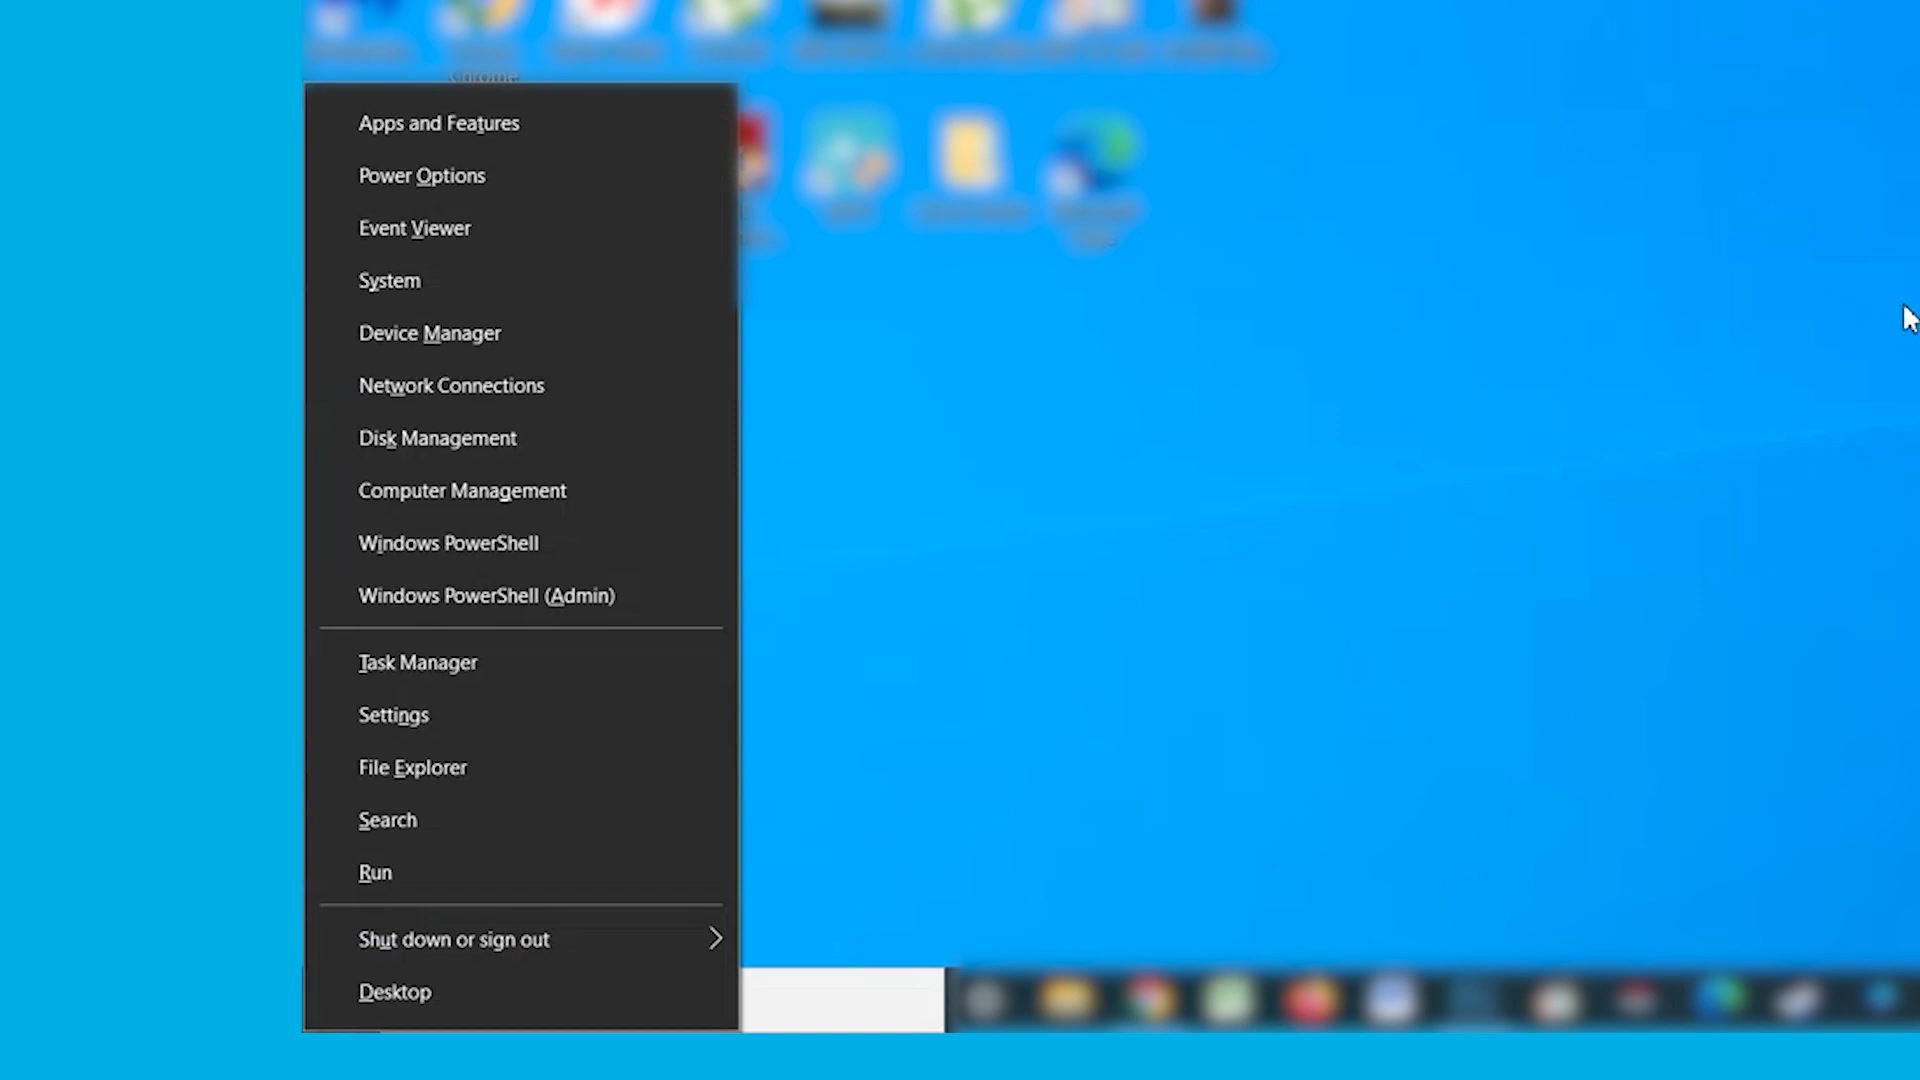 Chrome
Apps and Features
Power Options
Event Viewer
System
Device Manager
Network Connections
Disk Management
Computer Management
Windows PowerShell
Windows PowerShell (Admin)
Task Manager
Settings
File Explorer
Search
Run
Shut down or sign out
Desktop